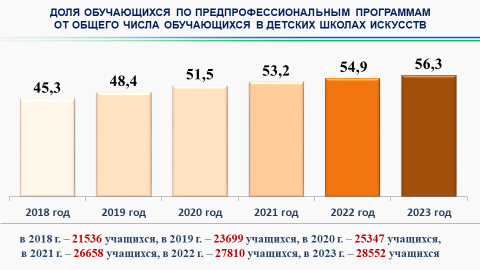 ДОЛЯ ОБУЧАЮЩИХСЯ ПО ПРЕДПРОФЕССИОНАЛЬНЫМ ПРОГРАММАМ
ОТ ОБЩЕГО ЧИСЛА ОБУЧАЮЩИХСЯ В ДЕТСКИХ ШКОЛАХ ИСКУССТВ
45,3 48,4 51,5 53,2 54,9 56,3
2018 год 2019 год 2020 год 2021 год 2022 год 2023 год
в 2018 г. – 21536 учащихся, в 2019 г. – 23699 учащихся, в 2020 г. – 25347 учащихся,
в 2021 г. – 26658 учащихся, в 2022 г. – 27810 учащихся, в 2023 г. – 28552 учащихся